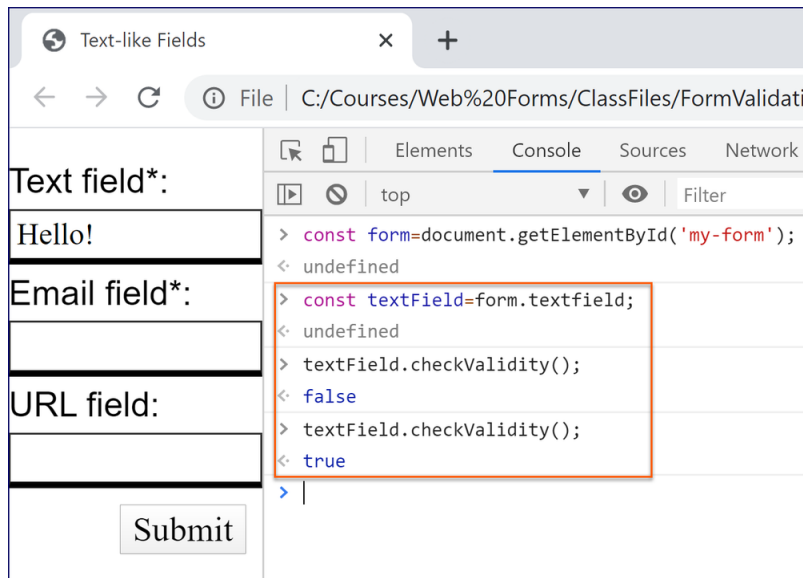 Text-like Fields
File C:/Courses/Web%20Forms/ClassFiles/FormValidati
Text field*:
Hello!
Email field*:
URL field:
Submit
Elements Console Sources Network
top Filter
> const form=document.getElementById('my-form');
undefined
> const textField=form.textfield;
undefined
> textField.checkValidity();
false
> textField.checkValidity();
true
>